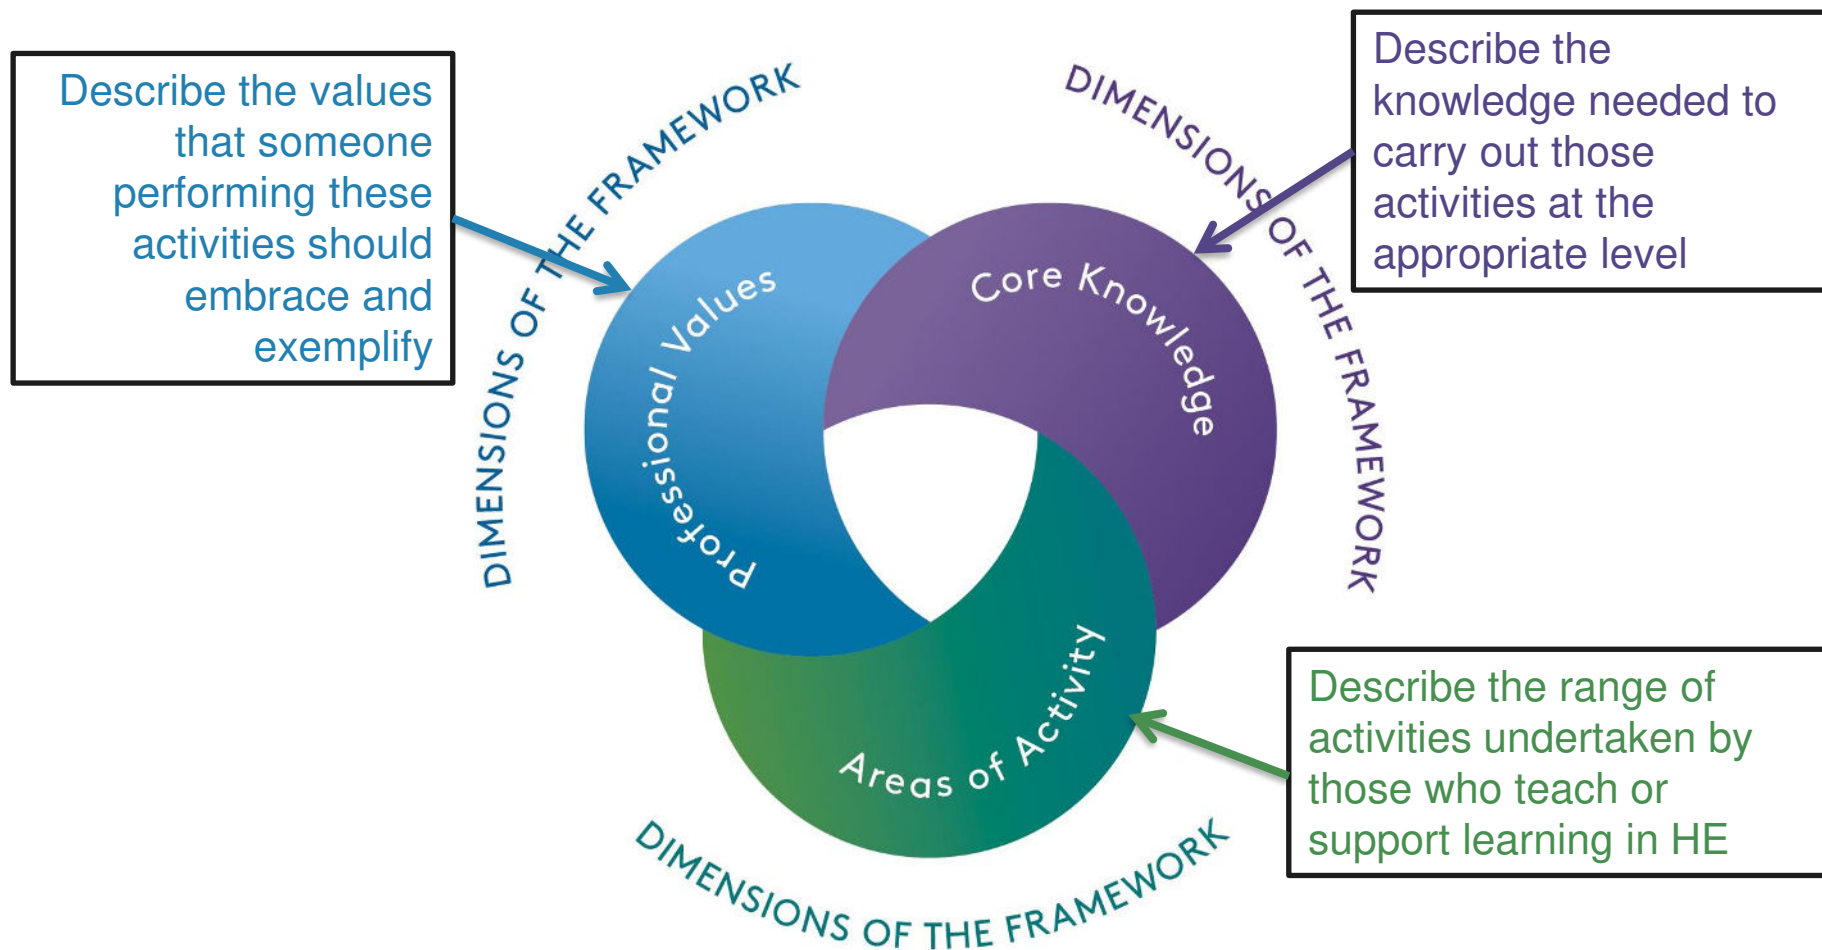 Describe the values
that someone
performing these
activities should
embrace and
exemplify
DIMENSIONS OF THE FRAMEWORK
Professional Values
DIMENSIONS OF THE FRAMEWORK
Core Knowledge
Describe the
knowledge needed to
carry out those
activities at the
appropriate level
Areas of Activity
DIMENSIONS OF THE FRAMEWORK
Describe the range of
activities undertaken by
those who teach or
support learning in HE